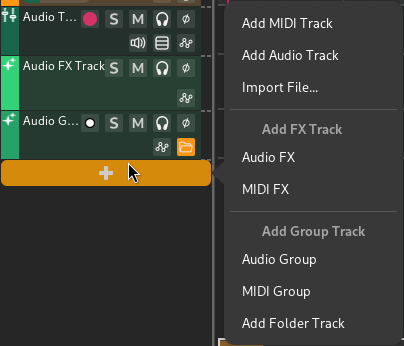 Audio T...
S M ø
Audio FX Track
S M ø
Audio G...
S M ø
Add MIDI Track
Add Audio Track
Import File...
Add FX Track
Audio FX
MIDI FX
Add Group Track
Audio Group
MIDI Group
Add Folder Track